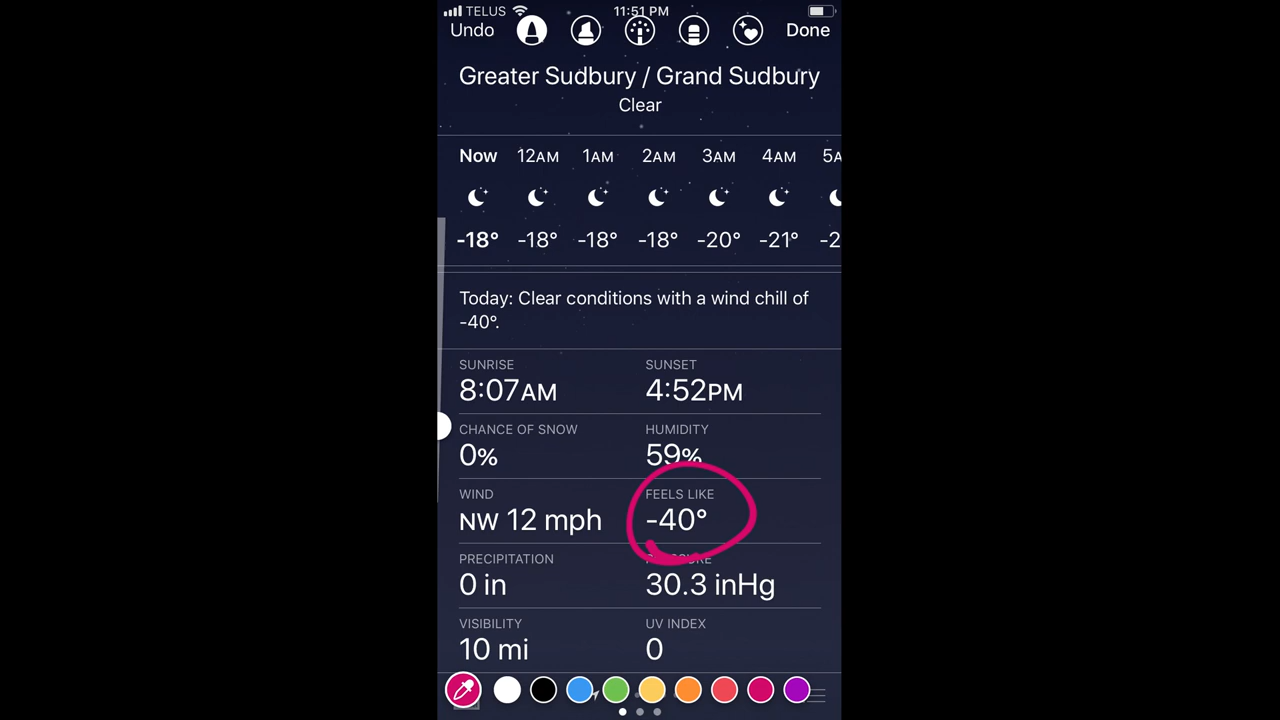 TELUS 11:51 PM
Undo Done
Greater Sudbury / Grand Sudbury
Clear
Now 12AM 1AM 2AM 3AM 4AM 5A
-18° -18° -18° -18° -20° -21° -2
Today: Clear conditions with a wind chill of
-40°.
SUNRISE SUNSET
8:07AM 4:52PM
CHANCE OF SNOW HUMIDITY
0% 59%
WIND FEELS LIKE
NW 12 mph -40°
PRECIPITATION
0 in 30.3 inHg
VISIBILITY UV INDEX
10 mi 0